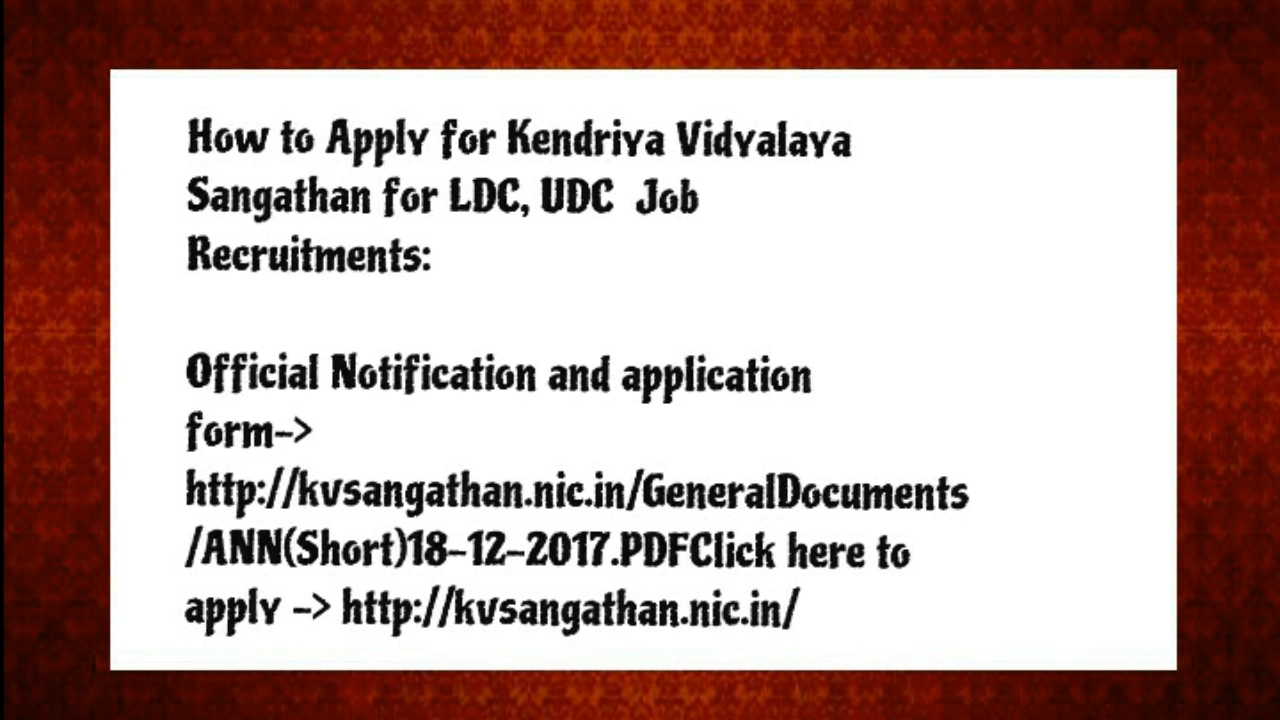 How to Apply for Kendriya Vidyalaya
Sangathan for LDC, UDC Job
Recruitments:
Official Notification and application
form->
http://kvsangathan.nic.in/GeneralDocuments
/ANN(Short)18-12-2017.PDFClick here to
apply -> http://kvsangathan.nic.in/